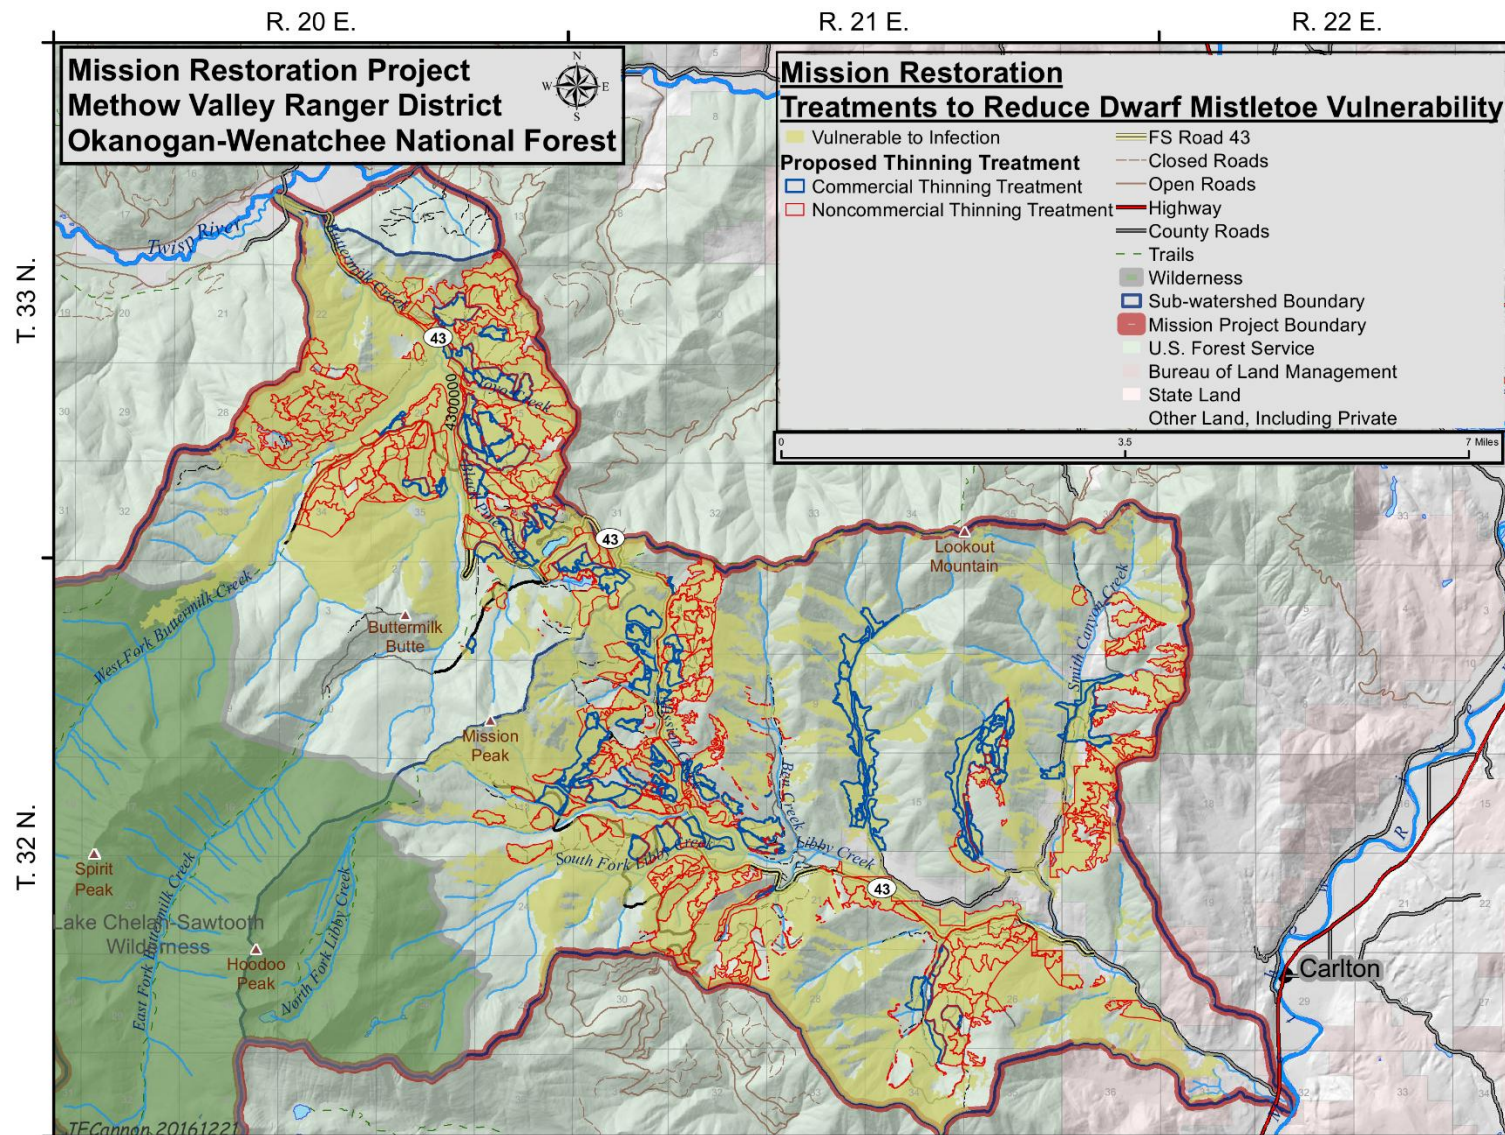 R. 20 E.
R. 21 E.
R. 22 E.
Mission Restoration Project
Methow Valley Ranger District
Okanogan-Wenatchee National Forest
N
W
E
S
Mission Restoration
Treatments to Reduce Dwarf Mistletoe Vulnerability
Vulnerable to Infection
Proposed Thinning Treatment
Commercial Thinning Treatment
Noncommercial Thinning Treatment
FS Road 43
Closed Roads
Open Roads
Highway
County Roads
Trails
Wilderness
Sub-watershed Boundary
Mission Project Boundary
U.S. Forest Service
Bureau of Land Management
State Land
Other Land, Including Private
0
3.5
7 Miles
T. 33 N.
T. 32 N.
Twisp River
Buttermilk Creek
43
4300000
43
Lookout
Mountain
Smith Canyon Creek
West Fork Buttermilk Creek
Buttermilk
Butte
Mission
Peak
Libby Creek
South Fork Libby Creek
43
Spirit
Peak
Lake Chelan-Sawtooth
Wilderness
Hoodoo
Peak
East Fork Buttermilk Creek
North Fork Libby Creek
Carlton
JFCannon 20161221